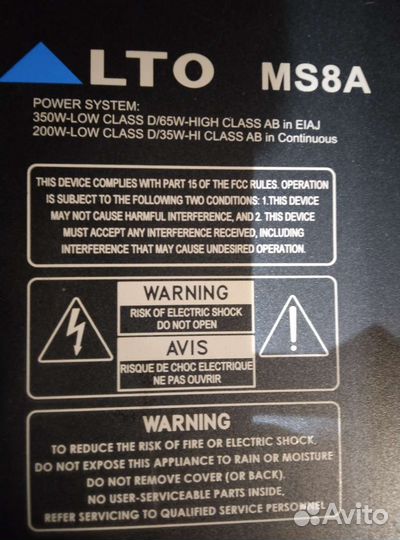 ALTO MS8A
POWER SYSTEM:
350W-LOW CLASS D/65W-HIGH CLASS AB in EIAJ
200W-LOW CLASS D/35W-HI CLASS AB in Continuous
THIS DEVICE COMPLIES WITH PART 15 OF THE FCC RULES. OPERATION
IS SUBJECT TO THE FOLLOWING TWO CONDITIONS: 1.THIS DEVICE
MAY NOT CAUSE HARMFUL INTERFERENCE, AND 2. THIS DEVICE
MUST ACCEPT ANY INTERFERENCE RECEIVED, INCLUDING
INTERFERENCE THAT MAY CAUSE UNDESIRED OPERATION.
WARNING
RISK OF ELECTRIC SHOCK
DO NOT OPEN
AVIS
RISQUE DE CHOC ELECTRIQUE
NE PAS OUVRIR
WARNING
TO REDUCE THE RISK OF FIRE OR ELECTRIC SHOCK.
DO NOT EXPOSE THIS APPLIANCE TO RAIN OR MOISTURE
DO NOT REMOVE COVER (OR BACK).
NO USER-SERVICEABLE PARTS INSIDE,
REFER SERVICING TO QUALIFIED SERVICE PERSONNEL
Avito